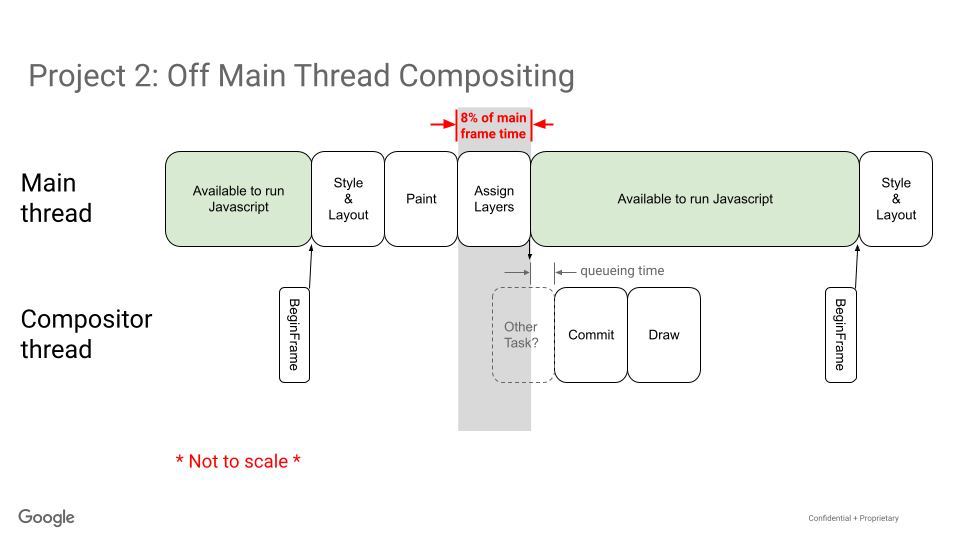 Project 2: Off Main Thread Compositing
8% of main
frame time
Main
thread
Available to run
Javascript
Style
&
Layout
Paint
Assign
Layers
Available to run Javascript
Style
&
Layout
queueing time
Compositor
thread
BeginFrame
Other
Task?
Commit
Draw
BeginFrame
* Not to scale *
Google
Confidential + Proprietary